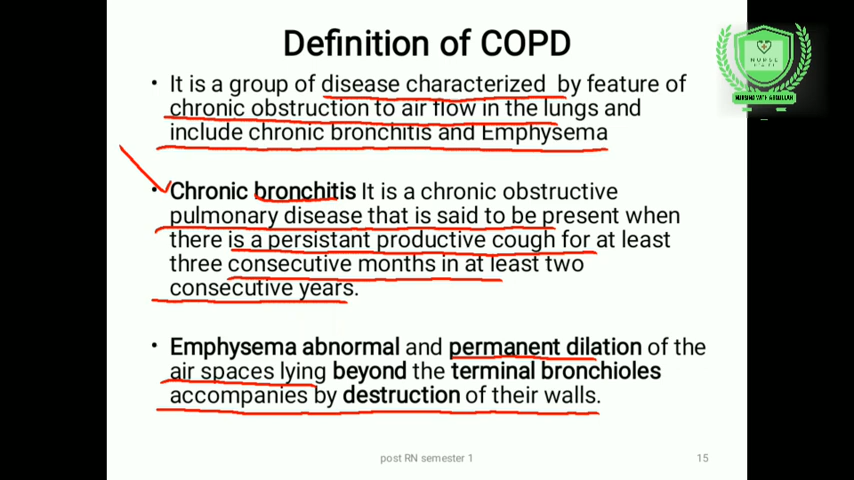 Definition of COPD
• It is a group of disease characterized by feature of
chronic obstruction to air flow in the lungs and
include chronic bronchitis and Emphysema
• Chronic bronchitis It is a chronic obstructive
pulmonary disease that is said to be present when
there is a persistant productive cough for at least
three consecutive months in at least two
consecutive years.
• Emphysema abnormal and permanent dilation of the
air spaces lying beyond the terminal bronchioles
accompanies by destruction of their walls.
post RN semester 1
15
NURSE
NURSING WITH ABDULLAH